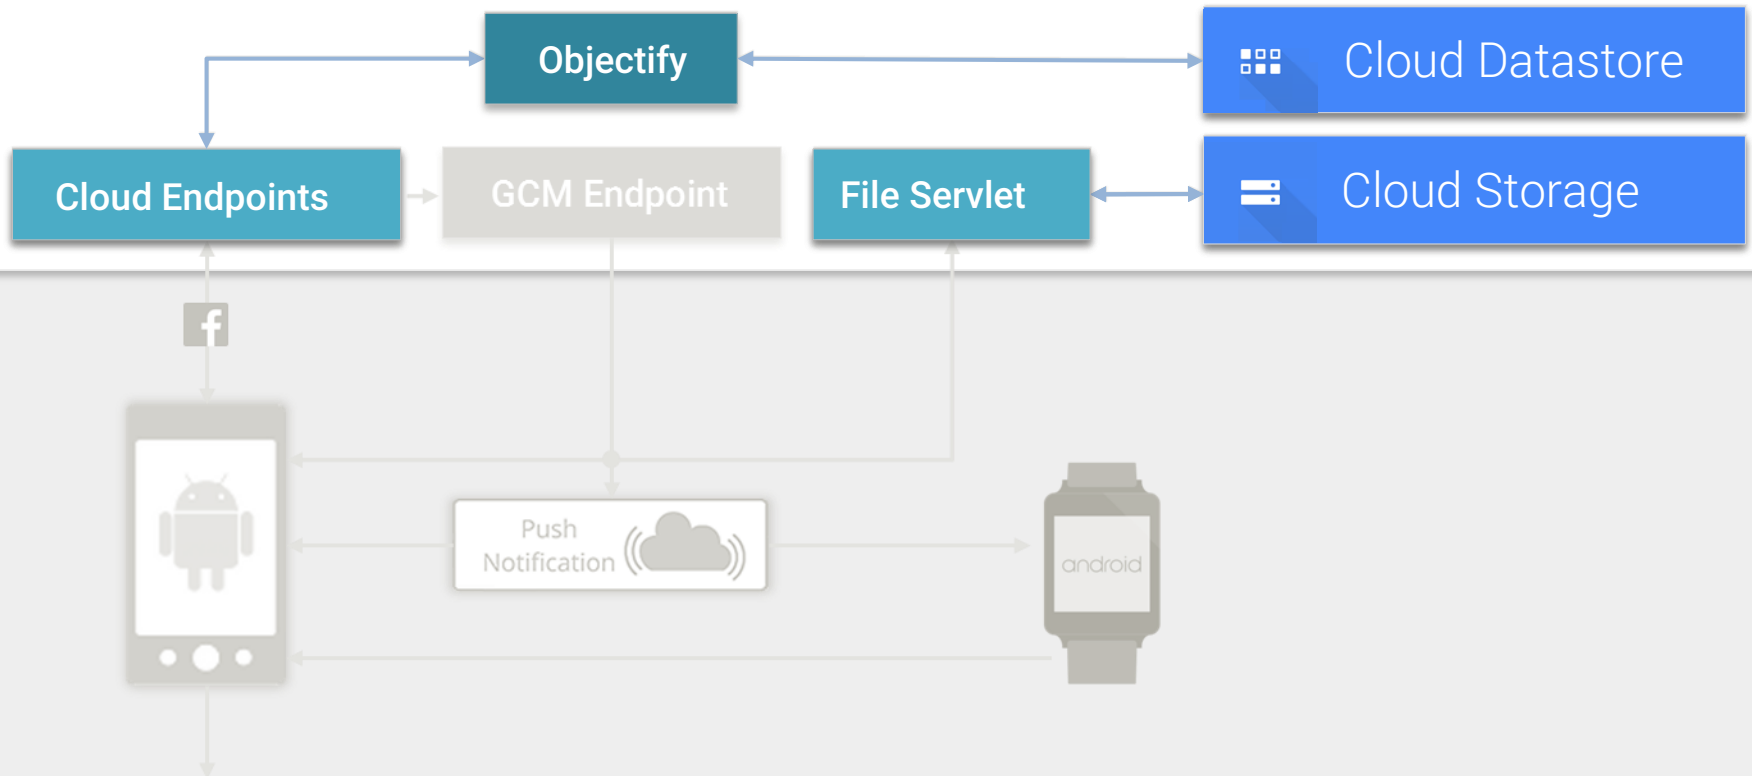 Objectify
Cloud Datastore
Cloud Endpoints
GCM Endpoint
File Servlet
Cloud Storage
f
Push
Notification
android